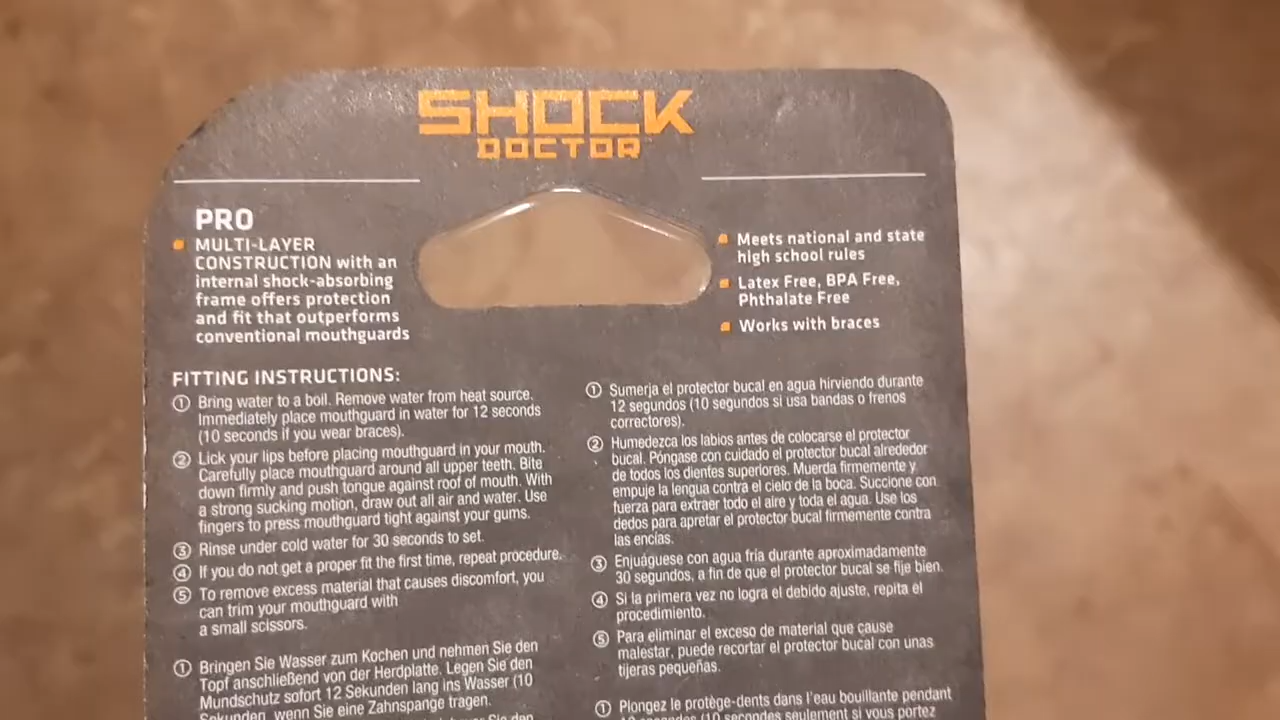 SHOCK
DOCTOR
PRO
MULTI-LAYER
CONSTRUCTION with an
internal shock-absorbing
frame offers protection
and fit that outperforms
conventional mouthguards
Meets national and state
high school rules
Latex Free, BPA Free,
Phthalate Free
Works with braces
FITTING INSTRUCTIONS:
① Bring water to a boil. Remove water from heat source.
Immediately place mouthguard in water for 12 seconds
(10 seconds if you wear braces).
② Lick your lips before placing mouthguard in your mouth.
Carefully place mouthguard around all upper teeth. Bite
down firmly and push tongue against roof of mouth. With
a strong sucking motion, draw out all air and water. Use
fingers to press mouthguard tight against your gums.
③ Rinse under cold water for 30 seconds to set.
④ If you do not get a proper fit the first time, repeat procedure.
⑤ To remove excess material that causes discomfort, you
can trim your mouthguard with
a small scissors.
① Bringen Sie Wasser zum Kochen und nehmen Sie den
Topf anschließend von der Herdplatte. Legen Sie den
Mundschutz sofort 12 Sekunden lang ins Wasser (10
Sekunden, wenn Sie eine Zahnspange tragen.
① Sumerja el protector bucal en agua hirviendo durante
12 segundos (10 segundos si usa bandas o frenos
correctores).
② Humedezca los labios antes de colocarse el protector
bucal. Póngase con cuidado el protector bucal alrededor
de todos los dientes superiores. Muerda firmemente y
empuje la lengua contra el cielo de la boca. Succione con
fuerza para extraer todo el aire y toda el agua. Use los
dedos para apretar el protector bucal firmemente contra
las encías.
③ Enjuáguese con agua fría durante aproximadamente
30 segundos, a fin de que el protector bucal se fije bien.
④ Si la primera vez no logra el debido ajuste, repita el
procedimiento.
⑤ Para eliminar el exceso de material que cause
malestar, puede recortar el protector bucal con unas
tijeras pequeñas.
① Plongez le protège-dents dans l'eau bouillante pendant
(10 secondes seulement si vous portez